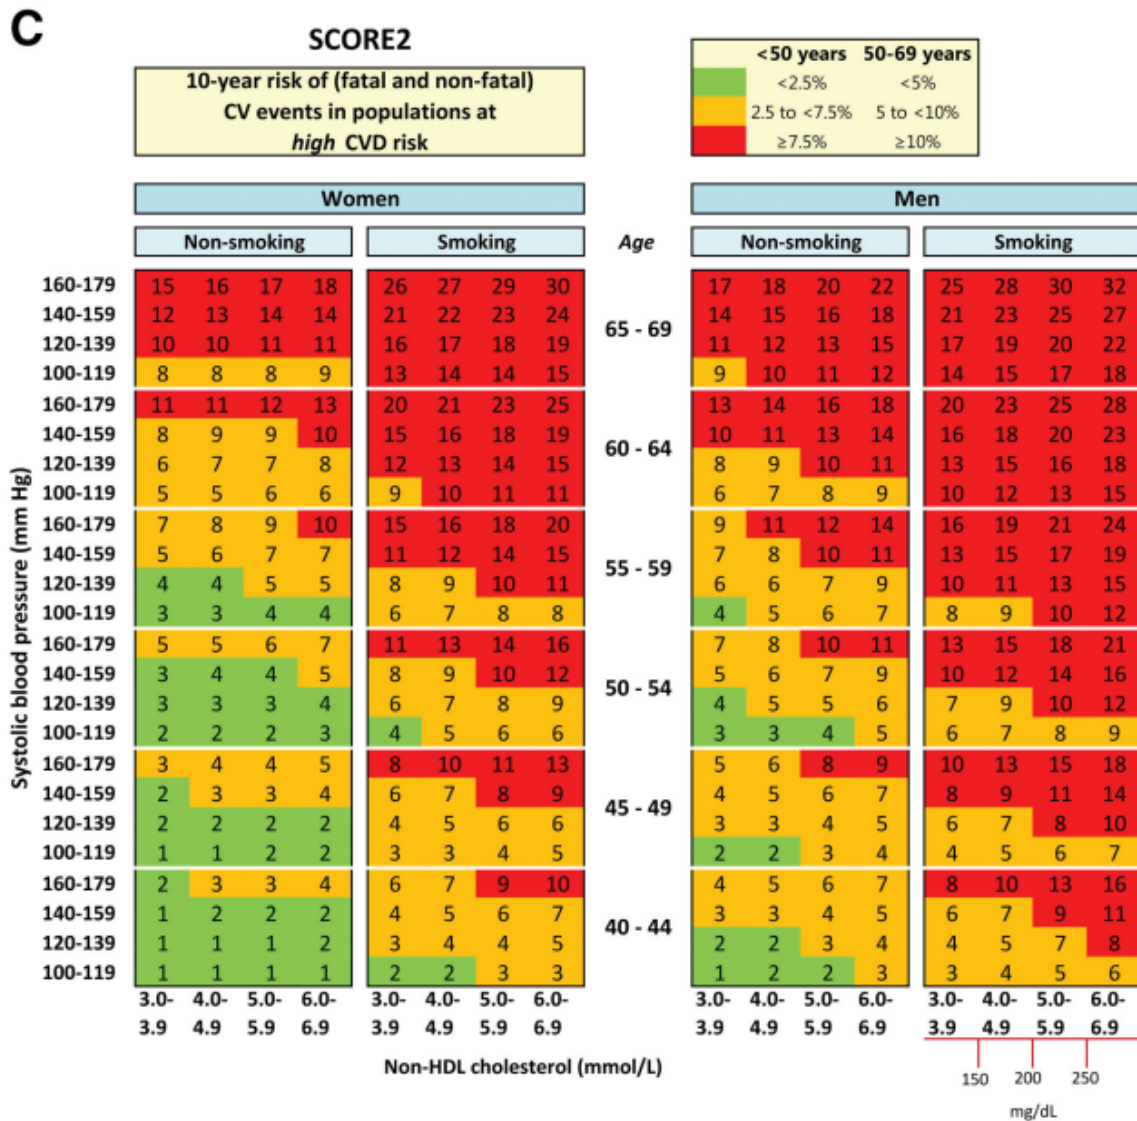 C
SCORE2
10-year risk of (fatal and non-fatal)
CV events in populations at
high CVD risk
<50 years 50-69 years
<2.5% <5%
2.5 to <7.5% 5 to <10%
≥7.5% ≥10%
Women Men
Non-smoking Smoking Age Non-smoking Smoking
Systolic blood pressure (mm Hg)
160-179 15 16 17 18 26 27 29 30 17 18 20 22 25 28 30 32
140-159 12 13 14 14 21 22 23 24 14 15 16 18 21 23 25 27
65 - 69
120-139 10 10 11 11 16 17 18 19 11 12 13 15 17 19 20 22
100-119 8 8 8 9 13 14 14 15 9 10 11 12 14 15 17 18
160-179 11 11 12 13 20 21 23 25 13 14 16 18 20 23 25 28
140-159 8 9 9 10 15 16 18 19 10 11 13 14 16 18 20 23
60 - 64
120-139 6 7 7 8 12 13 14 15 8 9 10 11 13 15 16 18
100-119 5 5 6 6 9 10 11 11 6 7 8 9 10 12 13 15
160-179 7 8 9 10 15 16 18 20 9 11 12 14 16 19 21 24
140-159 5 6 7 7 11 12 14 15 7 8 10 11 13 15 17 19
55 - 59
120-139 4 4 5 5 8 9 10 11 6 6 7 9 10 11 13 15
100-119 3 3 4 4 6 7 8 8 4 5 6 7 8 9 10 12
160-179 5 5 6 7 11 13 14 16 7 8 10 11 13 15 18 21
140-159 3 4 4 5 8 9 10 12 5 6 7 9 10 12 14 16
50 - 54
120-139 3 3 3 4 6 7 8 9 4 5 5 6 7 9 10 12
100-119 2 2 2 3 4 5 6 6 3 3 4 5 6 7 8 9
160-179 3 4 4 5 8 10 11 13 5 6 8 9 10 13 15 18
140-159 2 3 3 4 6 7 8 9 4 5 6 7 8 9 11 14
45 - 49
120-139 2 2 2 2 4 5 6 6 3 3 4 5 6 7 8 10
100-119 1 1 2 2 3 3 4 5 2 2 3 4 4 5 6 7
160-179 2 3 3 4 6 7 9 10 4 5 6 7 8 10 13 16
140-159 1 2 2 2 4 5 6 7 3 3 4 5 6 7 9 11
40 - 44
120-139 1 1 1 2 3 4 4 5 2 2 3 4 4 5 7 8
100-119 1 1 1 1 2 2 3 3 1 2 2 3 3 4 5 6
3.0- 4.0- 5.0- 6.0- 3.0- 4.0- 5.0- 6.0- 3.0- 4.0- 5.0- 6.0- 3.0- 4.0- 5.0- 6.0-
3.9 4.9 5.9 6.9 3.9 4.9 5.9 6.9 3.9 4.9 5.9 6.9 3.9 4.9 5.9 6.9
Non-HDL cholesterol (mmol/L)
150 200 250
mg/dL